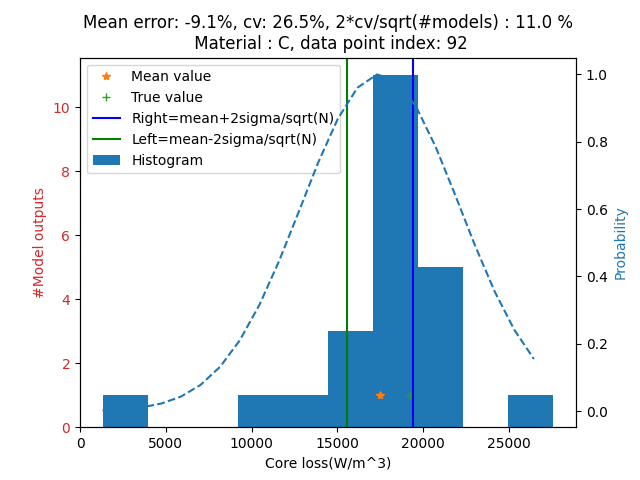 Mean error: -9.1%, cv: 26.5%, 2*cv/sqrt(#models) : 11.0 %
Material : C, data point index: 92
Mean value
True value
Right=mean+2sigma/sqrt(N)
Left=mean-2sigma/sqrt(N)
Histogram
#Model outputs
0
2
4
6
8
10
0
5000
10000
15000
20000
25000
Core loss(W/m^3)
0.0
0.2
0.4
0.6
0.8
1.0
Probability